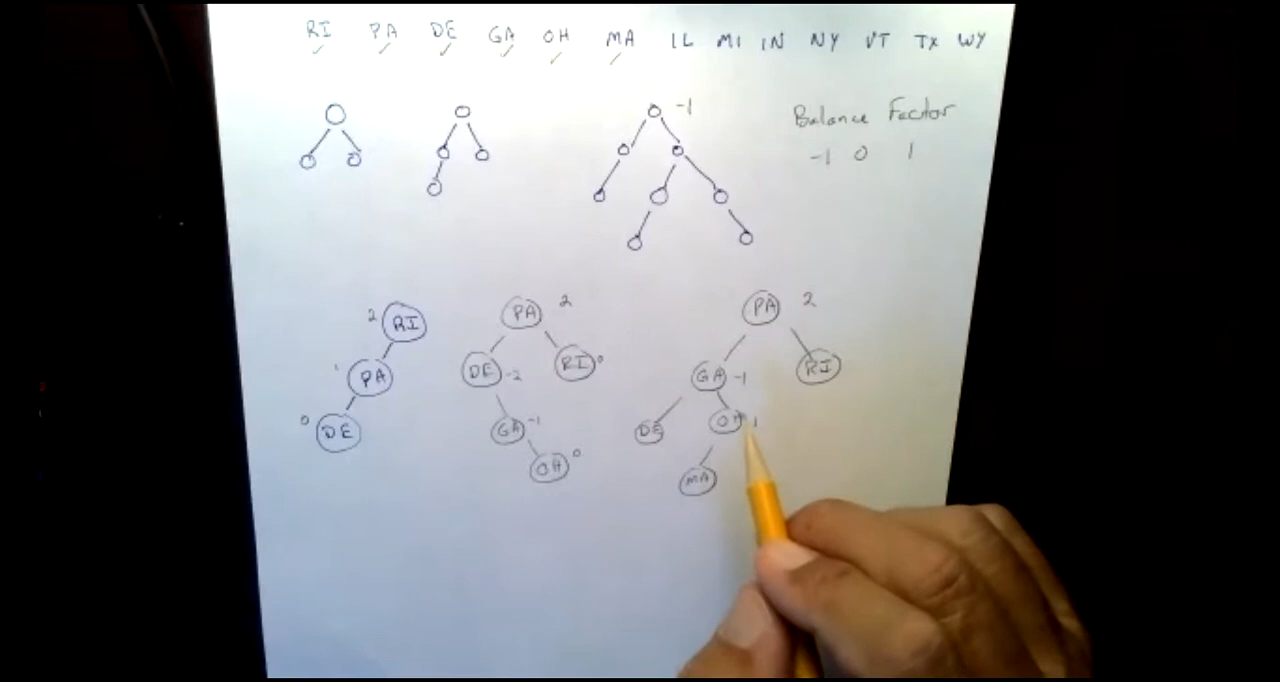 RI PA DE GA OH MA IL MI IN NY VT TX WY
-1
Balance Factor
-1 0 1
2 RI
1 PA
0 DE
PA 2
DE -2 RI 0
GA -1
OH 0
PA 2
GA -1 RI
DE OH 1
MA